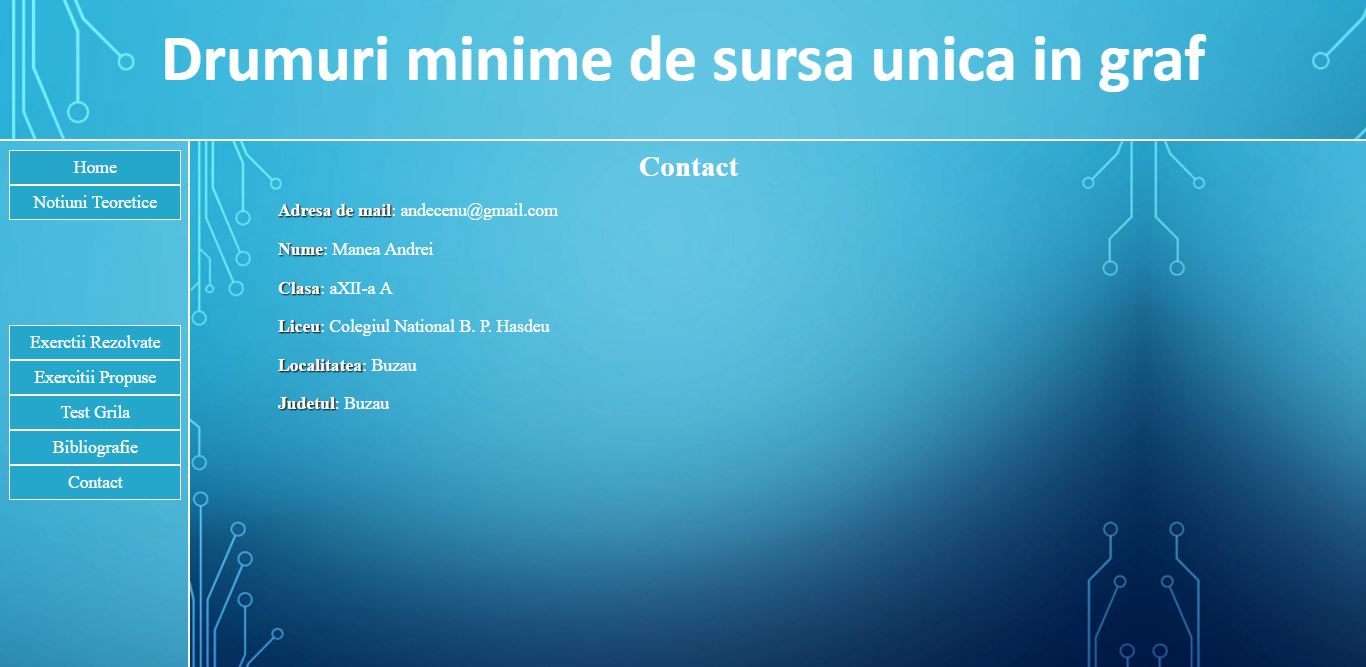 Drumuri minime de sursa unica in graf
Home
Notiuni Teoretice
Exerctii Rezolvate
Exercitii Propuse
Test Grila
Bibliografie
Contact
Contact
Adresa de mail: andecenu@gmail.com
Nume: Manea Andrei
Clasa: aXII-a A
Liceu: Colegiul National B. P. Hasdeu
Localitatea: Buzau
Judetul: Buzau